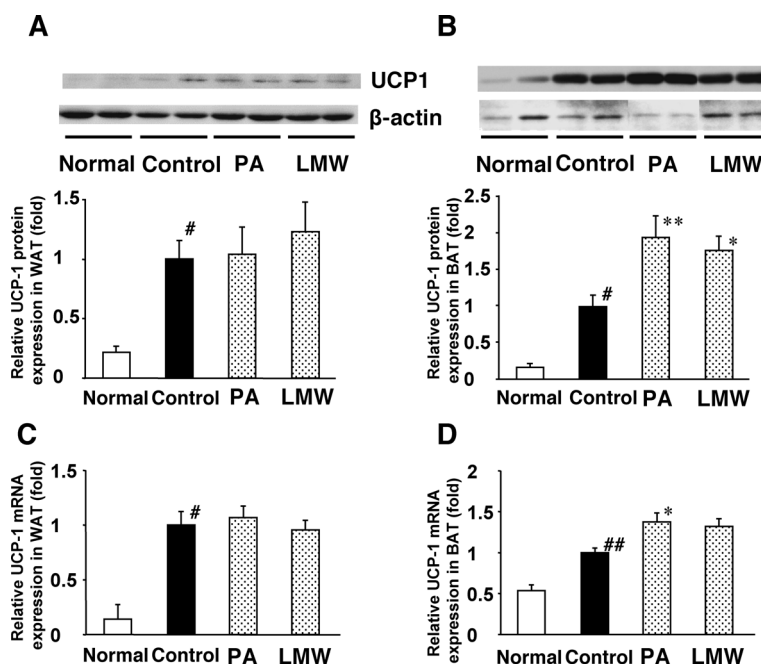 A
B
UCP1
β-actin
Normal Control PA LMW
Normal Control PA LMW
Relative UCP-1 protein
expression in WAT (fold)
1.5
1
0.5
0
#
Normal Control PA LMW
Relative UCP-1 protein
expression in BAT (fold)
2.5
2
1.5
1
0.5
0
#
**
*
Normal Control PA LMW
C
D
Relative UCP-1 mRNA
expression in WAT (fold)
1.5
1
0.5
0
#
Normal Control PA LMW
Relative UCP-1 mRNA
expression in BAT (fold)
2
1.5
1
0.5
0
##
*
Normal Control PA LMW